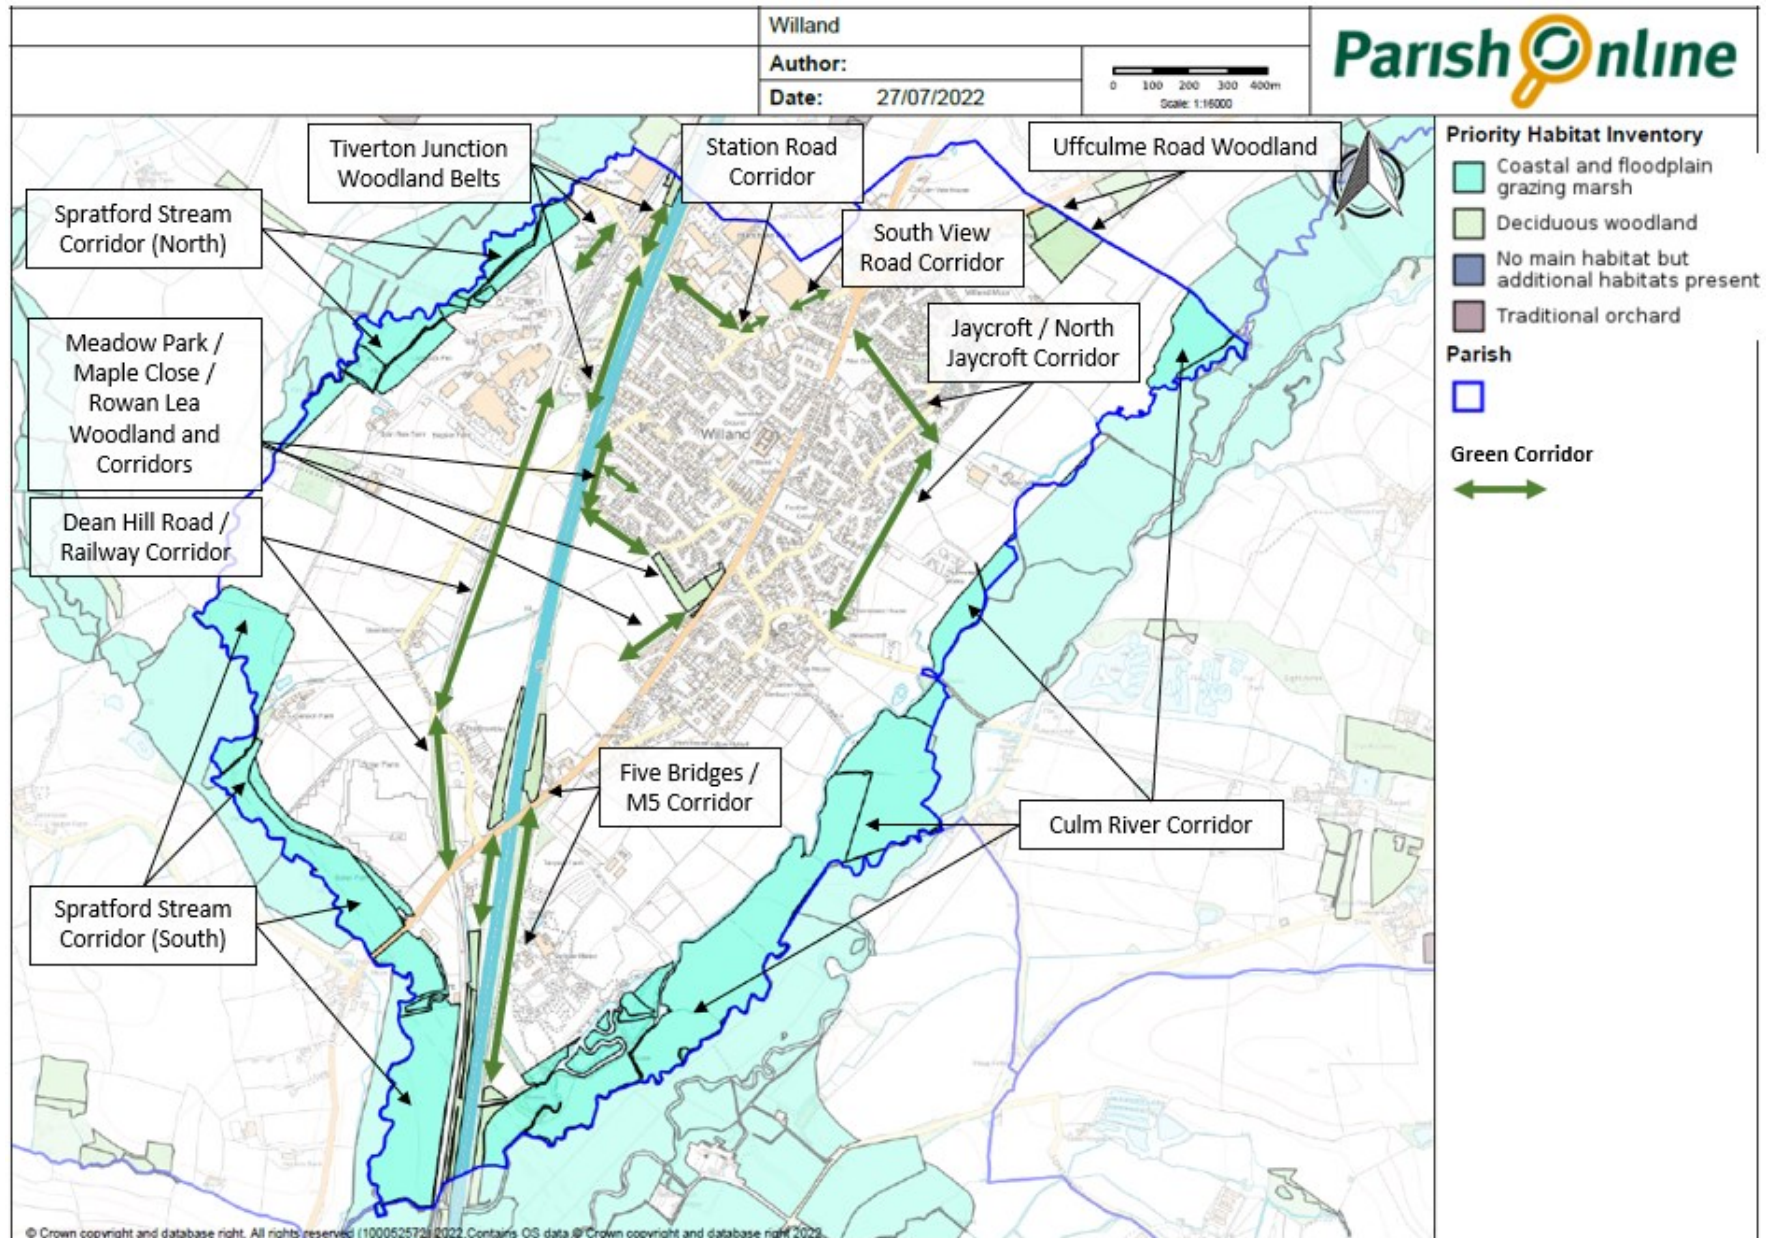 Willand
Author:
Date: 27/07/2022
0 100 200 300 400m
Scale: 1:16000
Parish Online
Tiverton Junction
Woodland Belts
Station Road
Corridor
Uffculme Road Woodland
Spratford Stream
Corridor (North)
South View
Road Corridor
Meadow Park /
Maple Close /
Rowan Lea
Woodland and
Corridors
Jaycroft / North
Jaycroft Corridor
Willand
Dean Hill Road /
Railway Corridor
Five Bridges /
M5 Corridor
Culm River Corridor
Spratford Stream
Corridor (South)
Priority Habitat Inventory
Coastal and floodplain
grazing marsh
Deciduous woodland
No main habitat but
additional habitats present
Traditional orchard
Parish
Green Corridor
© Crown copyright and database right. All rights reserved (100052572) 2022 Contains OS data © Crown copyright and database right 2022